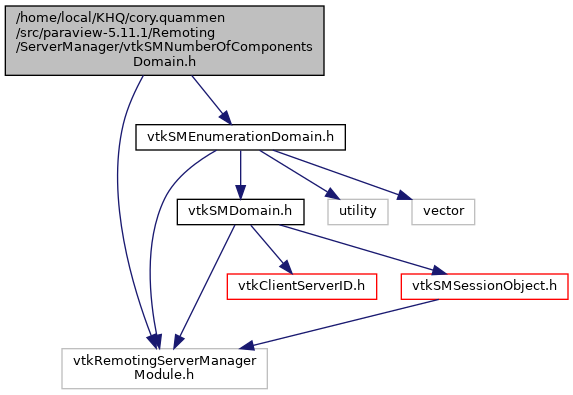 /home/local/KHQ/cory.quammen
/src/paraview-5.11.1/Remoting
/ServerManager/vtkSMNumberOfComponents
Domain.h
vtkSMEnumerationDomain.h
vtkSMDomain.h
utility
vector
vtkClientServerID.h
vtkSMSessionObject.h
vtkRemotingServerManager
Module.h